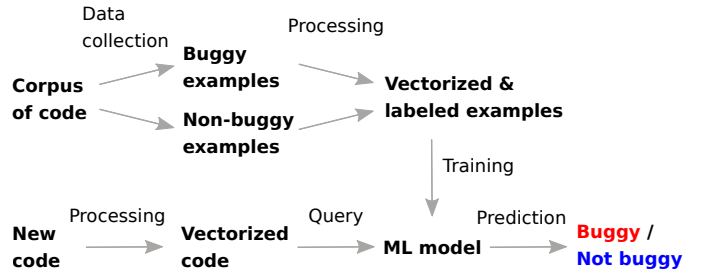 Data
collection
Processing
Buggy
examples
Corpus
of code
Vectorized &
labeled examples
Non-buggy
examples
Training
Processing
Query
Prediction
New
code
Vectorized
code
ML model
Buggy /
Not buggy